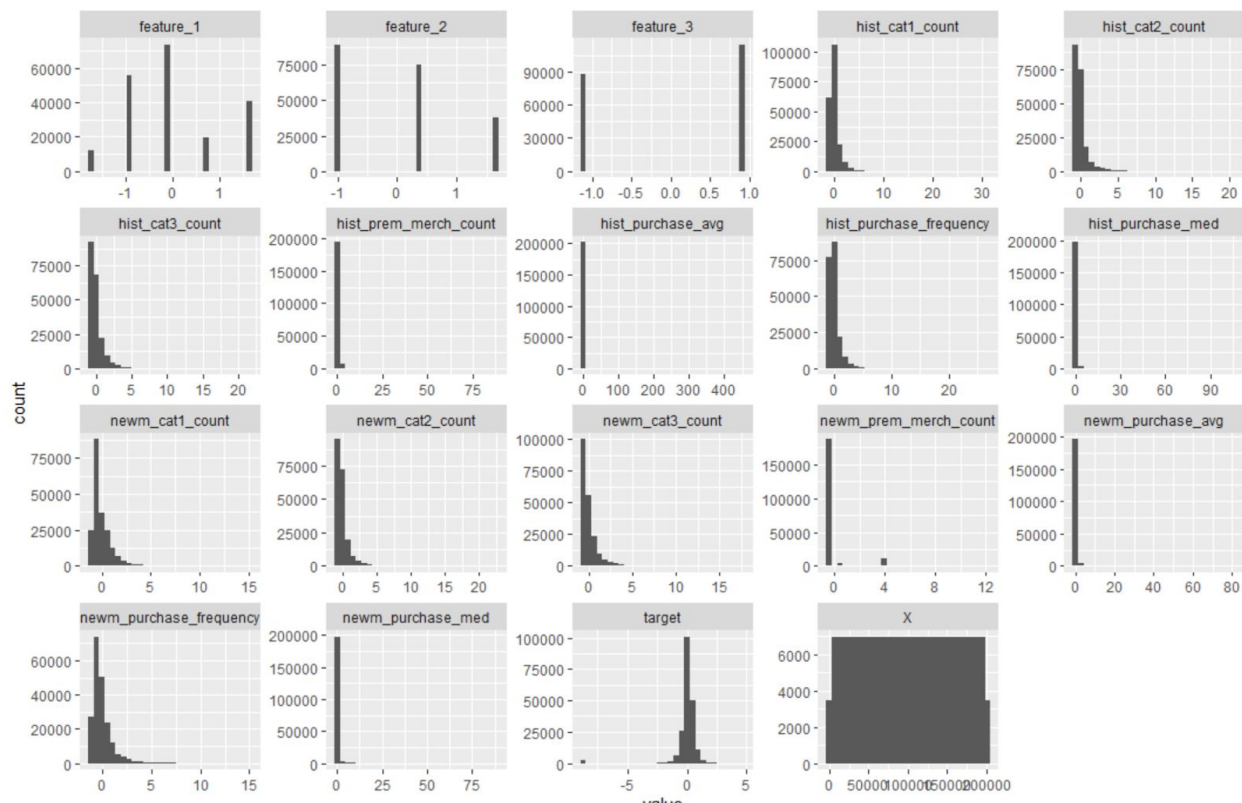 feature_1 feature_2 feature_3 hist_cat1_count hist_cat2_count
60000 40000 20000 0
-1 0 1
75000 50000 25000 0
-1 0 1
90000 60000 30000 0
-1.0 -0.5 0.0 0.5 1.0
100000 75000 50000 25000 0
0 10 20 30
75000 50000 25000 0
0 5 10 15 20
hist_cat3_count hist_prem_merch_count hist_purchase_avg hist_purchase_frequency hist_purchase_med
75000 50000 25000 0
0 5 10 15 20
200000 150000 100000 50000 0
0 25 50 75
200000 150000 100000 50000 0
0 100 200 300 400
75000 50000 25000 0
0 10 20
200000 150000 100000 50000 0
0 30 60 90
count
newm_cat1_count newm_cat2_count newm_cat3_count newm_prem_merch_count newm_purchase_avg
75000 50000 25000 0
0 5 10 15
75000 50000 25000 0
0 5 10 15 20
100000 75000 50000 25000 0
0 5 10 15
150000 100000 50000 0
0 4 8 12
200000 150000 100000 50000 0
0 20 40 60 80
newm_purchase_frequency newm_purchase_med target X
60000 40000 20000 0
0 5 10 15
200000 150000 100000 50000 0
0 25 50 75
100000 75000 50000 25000 0
-5 0 5
6000 4000 2000 0
0 50000 100000 150000 200000